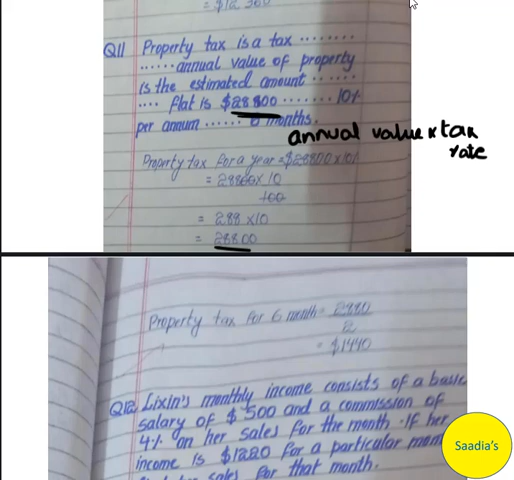 = $12 360
Q11 Property tax is a tax ........
...... annual value of property
is the estimated amount ......
.... flat is $28 800 ....... 10%
per annum ...... 6 months.
annual value x tax
rate
Property tax for a year = $28800 x 10%
= 28800 x 10
100
= 288 x 10
= 28800
Property tax for 6 month = 2880
2
= $1440
Q12 Lixin's monthly income consists of a basic
salary of $ 500 and a commission of
4% on her sales for the month. If her
income is $1220 for a particular mon
sales for that month.
Saadia's